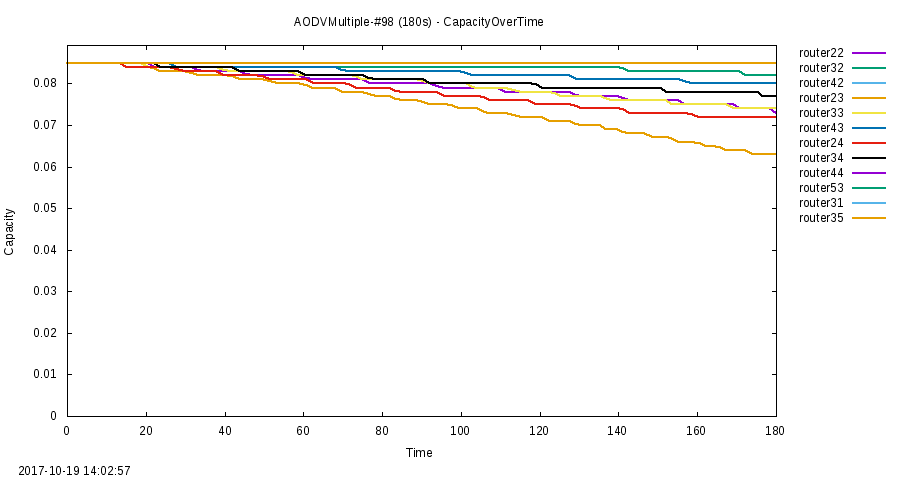 AODVMultiple-#98 (180s) - CapacityOverTime
router22
router32
router42
router23
router33
router43
router24
router34
router44
router53
router31
router35
0.08
0.07
0.06
0.05
0.04
0.03
0.02
0.01
0
Capacity
0 20 40 60 80 100 120 140 160 180
Time
2017-10-19 14:02:57